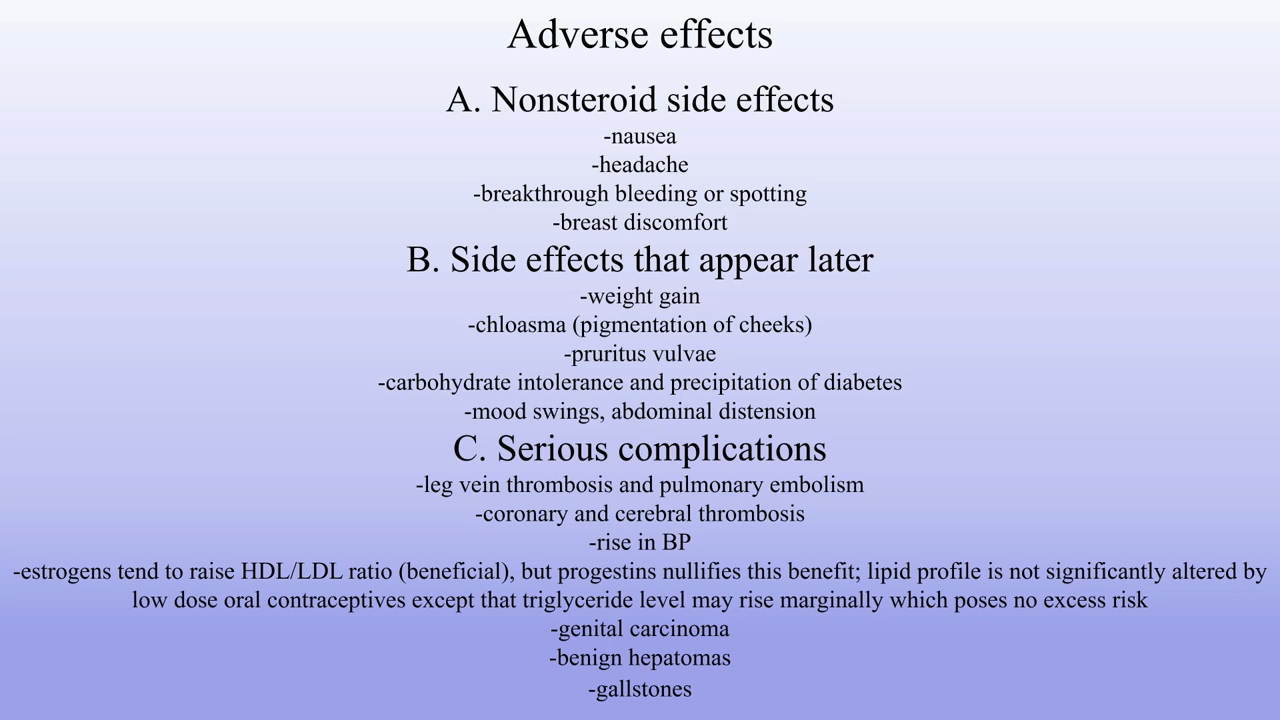 Adverse effects
A. Nonsteroid side effects
-nausea
-headache
-breakthrough bleeding or spotting
-breast discomfort
B. Side effects that appear later
-weight gain
-chloasma (pigmentation of cheeks)
-pruritus vulvae
-carbohydrate intolerance and precipitation of diabetes
-mood swings, abdominal distension
C. Serious complications
-leg vein thrombosis and pulmonary embolism
-coronary and cerebral thrombosis
-rise in BP
-estrogens tend to raise HDL/LDL ratio (beneficial), but progestins nullifies this benefit; lipid profile is not significantly altered by
low dose oral contraceptives except that triglyceride level may rise marginally which poses no excess risk
-genital carcinoma
-benign hepatomas
-gallstones